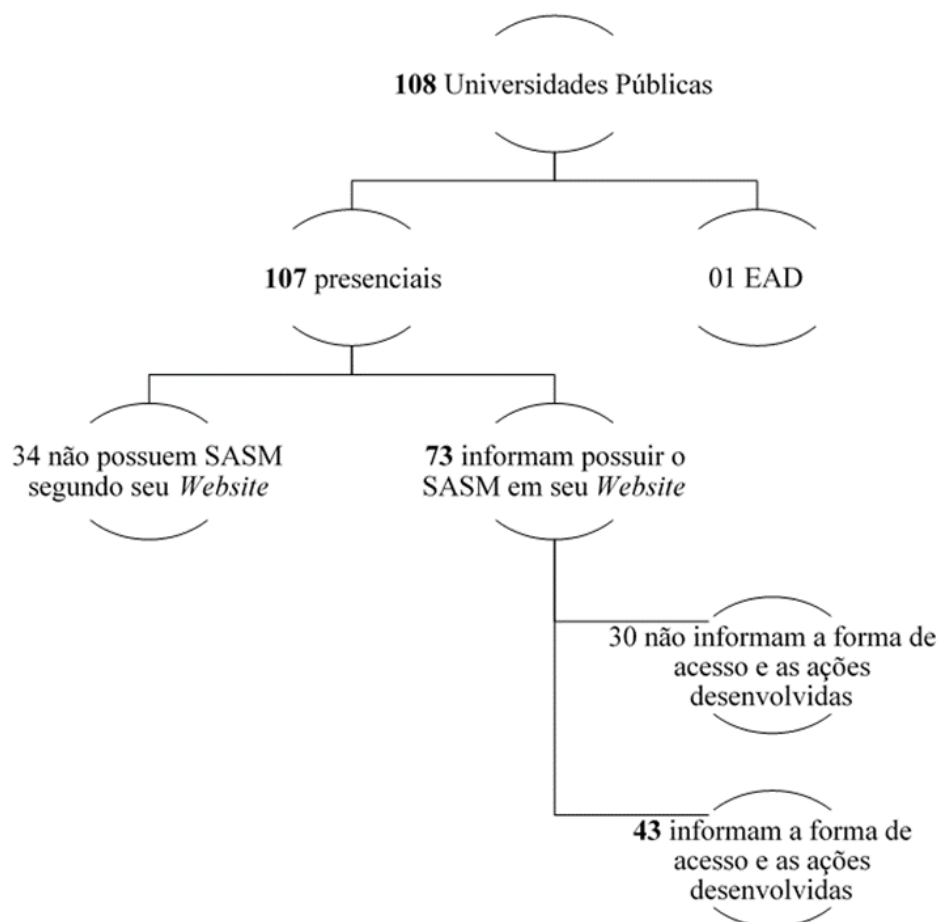 108 Universidades Públicas
107 presenciais
01 EAD
34 não possuem SASM
segundo seu Website
73 informam possuir o
SASM em seu Website
30 não informam a forma de
acesso e as ações
desenvolvidas
43 informam a forma de
acesso e as ações
desenvolvidas